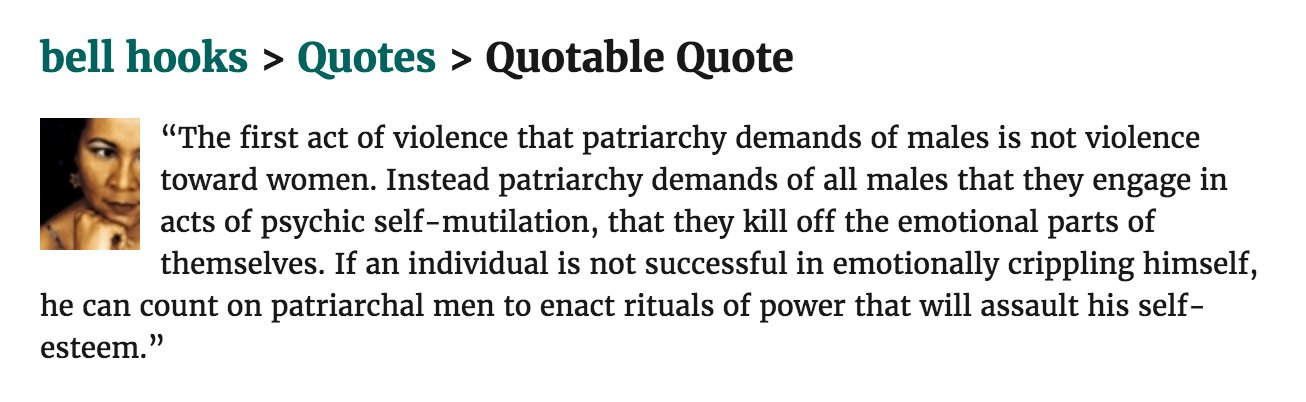 bell hooks > Quotes > Quotable Quote
“The first act of violence that patriarchy demands of males is not violence
toward women. Instead patriarchy demands of all males that they engage in
acts of psychic self-mutilation, that they kill off the emotional parts of
themselves. If an individual is not successful in emotionally crippling himself,
he can count on patriarchal men to enact rituals of power that will assault his self-
esteem.”